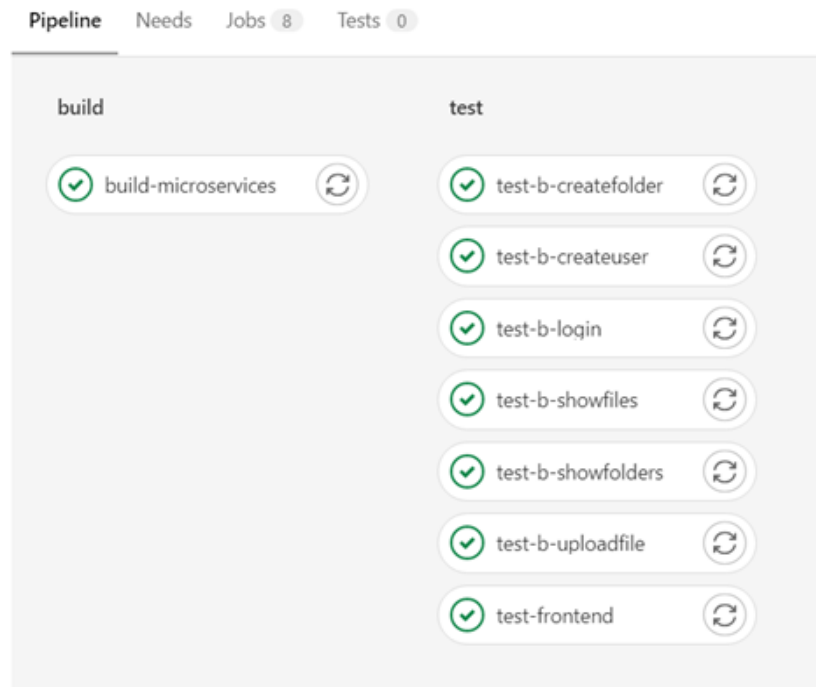 Pipeline Needs Jobs 8 Tests 0
build
build-microservices
test
test-b-createfolder
test-b-createuser
test-b-login
test-b-showfiles
test-b-showfolders
test-b-uploadfile
test-frontend